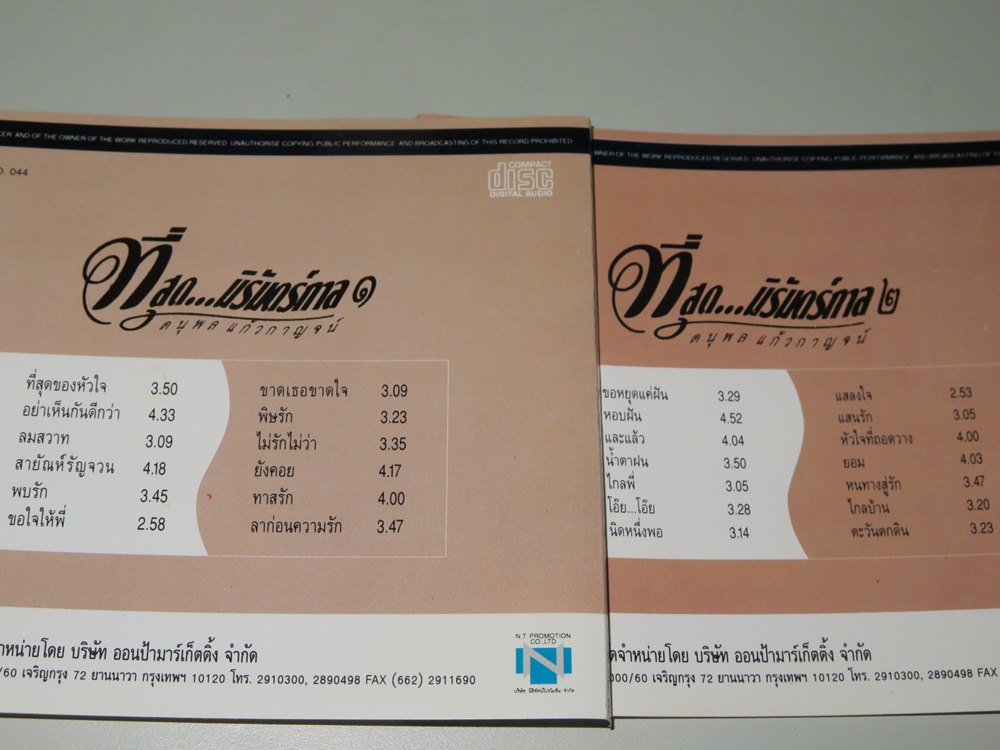 CER AND OF THE OWNER OF THE WORK REPRODUCED RESERVED UNAUTHORISE COPYING, PUBLIC PERFORMANCE AND BROADCASTING OF THIS RECORD PROHIBITED.
O. 044
COMPACT
disc
DIGITAL AUDIO
ที่สุด...นิรันดร์กาล ๑
ดนุพล แก้วกาญจน์
ที่สุดของหัวใจ 3.50
อย่าเห็นกันดีกว่า 4.33
ลมสวาท 3.09
สายัณห์รัญจวน 4.18
พบรัก 3.45
ขอใจให้พี่ 2.58
ขาดเธอขาดใจ 3.09
พิษรัก 3.23
ไม่รักไม่ว่า 3.35
ยังคอย 4.17
ทาสรัก 4.00
ลาก่อนความรัก 3.47
จำหน่ายโดย บริษัท ออนป้ามาร์เก็ตติ้ง จำกัด
/60 เจริญกรุง 72 ยานนาวา กรุงเทพฯ 10120 โทร. 2910300, 2890498 FAX (662) 2911690
N.T. PROMOTION
CO.,LTD
OWNER OF THE WORK REPRODUCED RESERVED UNAUTHORISE COPYING, PUBLIC PERFORMANCE AND BROADCASTING OF
ที่สุด...นิรันดร์กาล ๒
ดนุพล แก้วกาญจน์
ขอหยุดแค่ฝัน 3.29
หอบฝัน 4.52
และแล้ว 4.04
น้ำตาฝน 3.50
ไกลพี่ 3.05
โอ๊ย...โอ๊ย 3.28
นิดหนึ่งพอ 3.14
แสลงใจ 2.53
แสนรัก 3.05
หัวใจที่ถอดวาง 4.00
ยอม 4.03
หนทางสู่รัก 3.47
ไกลบ้าน 3.20
ตะวันตกดิน 3.23
จำหน่ายโดย บริษัท ออนป้ามาร์เก็ตติ้ง จำกัด
00/60 เจริญกรุง 72 ยานนาวา กรุงเทพฯ 10120 โทร. 2910300, 2890498 FAX